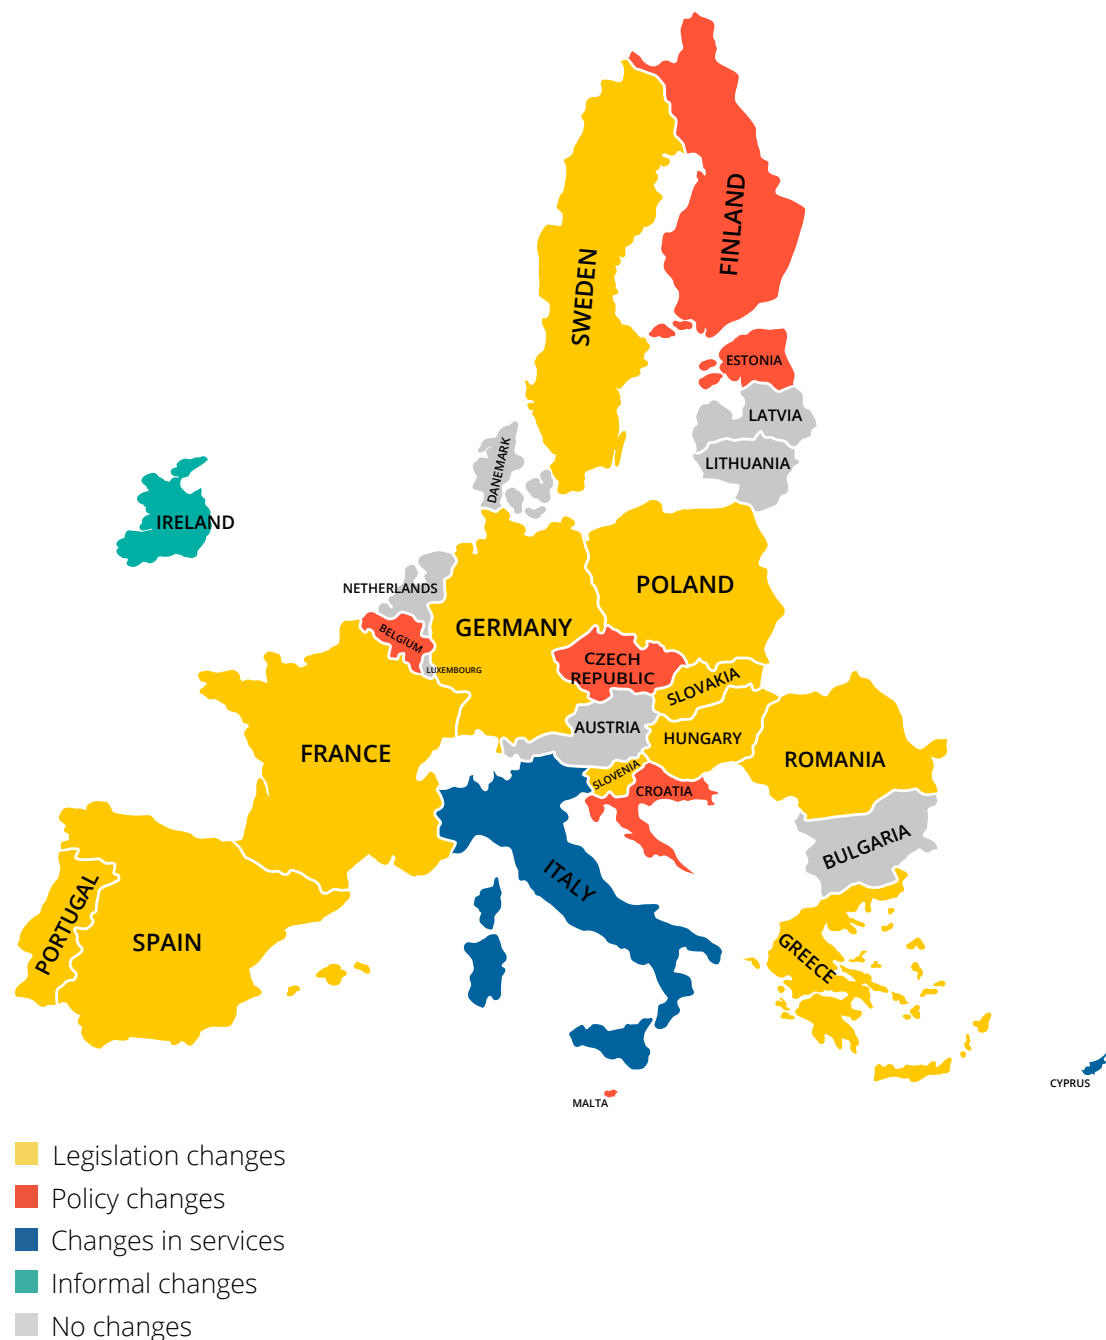 FINLAND
SWEDEN
ESTONIA
LATVIA
LITHUANIA
DANEMARK
IRELAND
NETHERLANDS
POLAND
BELGIUM
GERMANY
LUXEMBOURG
CZECH
REPUBLIC
SLOVAKIA
AUSTRIA
HUNGARY
FRANCE
SLOVENIA
CROATIA
ROMANIA
BULGARIA
ITALY
PORTUGAL
SPAIN
GREECE
CYPRUS
MALTA
Legislation changes
Policy changes
Changes in services
Informal changes
No changes